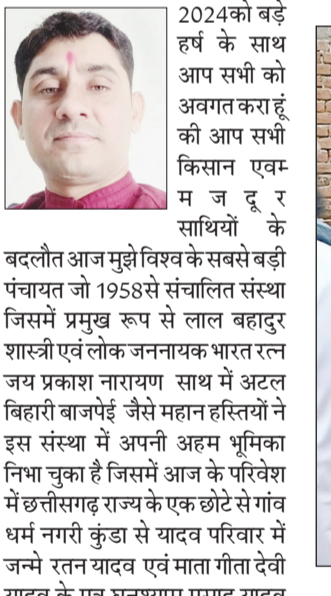 2024को बड़े
हर्ष के साथ
आप सभी को
अवगत करा हूं
की आप सभी
किसान एवम्
म ज दू र
साथियों के
बदलौत आज मुझे विश्व के सबसे बड़ी
पंचायत जो 1958से संचालित संस्था
जिसमें प्रमुख रूप से लाल बहादुर
शास्त्री एवं लोक जननायक भारत रत्न
जय प्रकाश नारायण साथ में अटल
बिहारी बाजपेई जैसे महान हस्तियों ने
इस संस्था में अपनी अहम भूमिका
निभा चुका है जिसमें आज के परिवेश
में छत्तीसगढ़ राज्य के एक छोटे से गांव
धर्म नगरी कुंडा से यादव परिवार में
जन्मे रतन यादव एवं माता गीता देवी